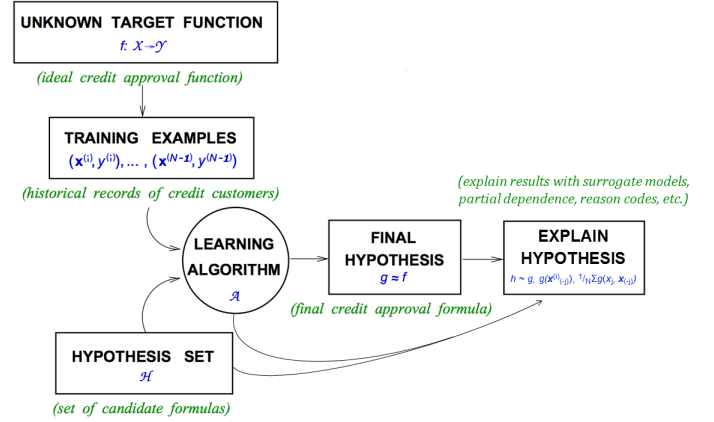 UNKNOWN TARGET FUNCTION
f: 𝒳→𝒴
(ideal credit approval function)
TRAINING EXAMPLES
(x⁽ⁱ⁾, y⁽ⁱ⁾), ... , (x⁽ᴺ⁻¹⁾, y⁽ᴺ⁻¹⁾)
(historical records of credit customers)
(explain results with surrogate models,
partial dependence, reason codes, etc.)
LEARNING
ALGORITHM
𝒜
FINAL
HYPOTHESIS
g ≈ f
(final credit approval formula)
EXPLAIN
HYPOTHESIS
h ~ g, g(x⁽ⁱ⁾₍₋ⱼ₎), ¹/ₙΣg(xⱼ, x₍₋ⱼ₎)
HYPOTHESIS SET
ℋ
(set of candidate formulas)